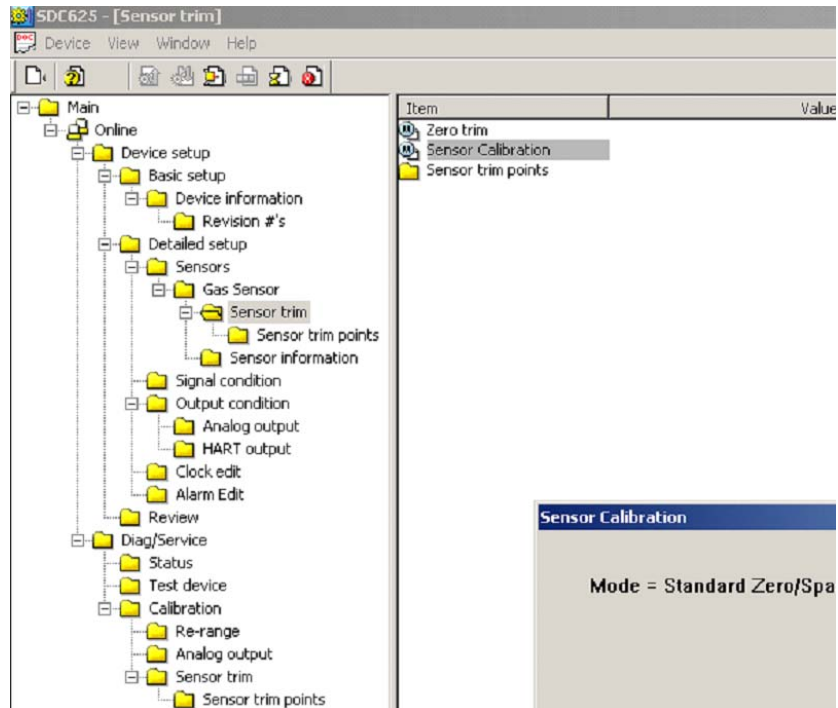 SDC625 - [Sensor trim]
Device View Window Help
Main
Online
Device setup
Basic setup
Device information
Revision #'s
Detailed setup
Sensors
Gas Sensor
Sensor trim
Sensor trim points
Sensor information
Signal condition
Output condition
Analog output
HART output
Clock edit
Alarm Edit
Review
Diag/Service
Status
Test device
Calibration
Re-range
Analog output
Sensor trim
Sensor trim points
Item Value
Zero trim
Sensor Calibration
Sensor trim points
Sensor Calibration
Mode = Standard Zero/Spa